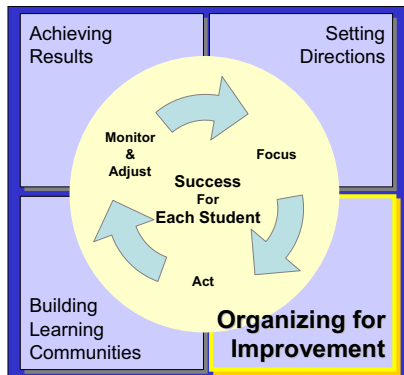 Achieving
Results
Setting
Directions
Monitor
&
Adjust
Focus
Success
For
Each Student
Act
Building
Learning
Communities
Organizing for
Improvement